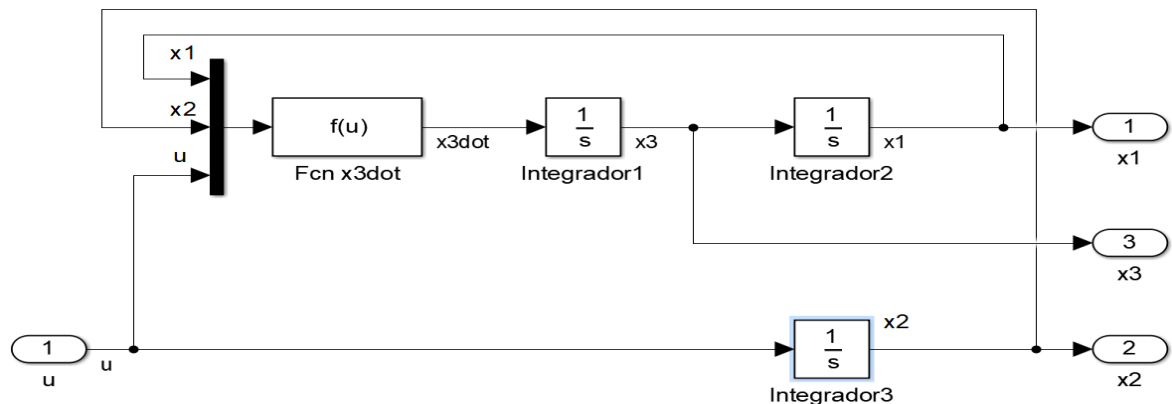 x1
x2
u
f(u)
Fcn x3dot
x3dot
1
s
Integrador1
x3
1
s
Integrador2
x1
1
x1
3
x3
1
u
u
1
s
Integrador3
x2
2
x2